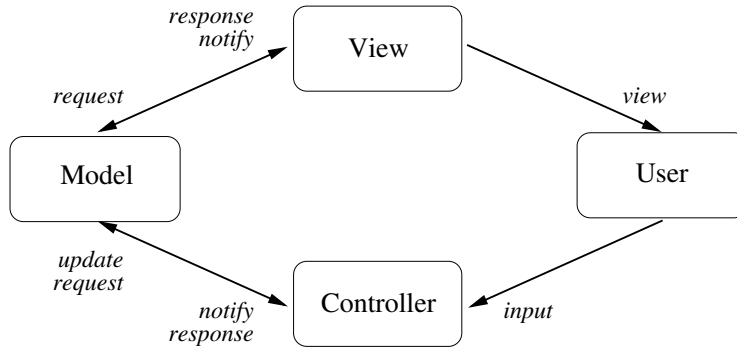 response
notify
View
request
view
Model
User
update
request
Controller
notify
response
input